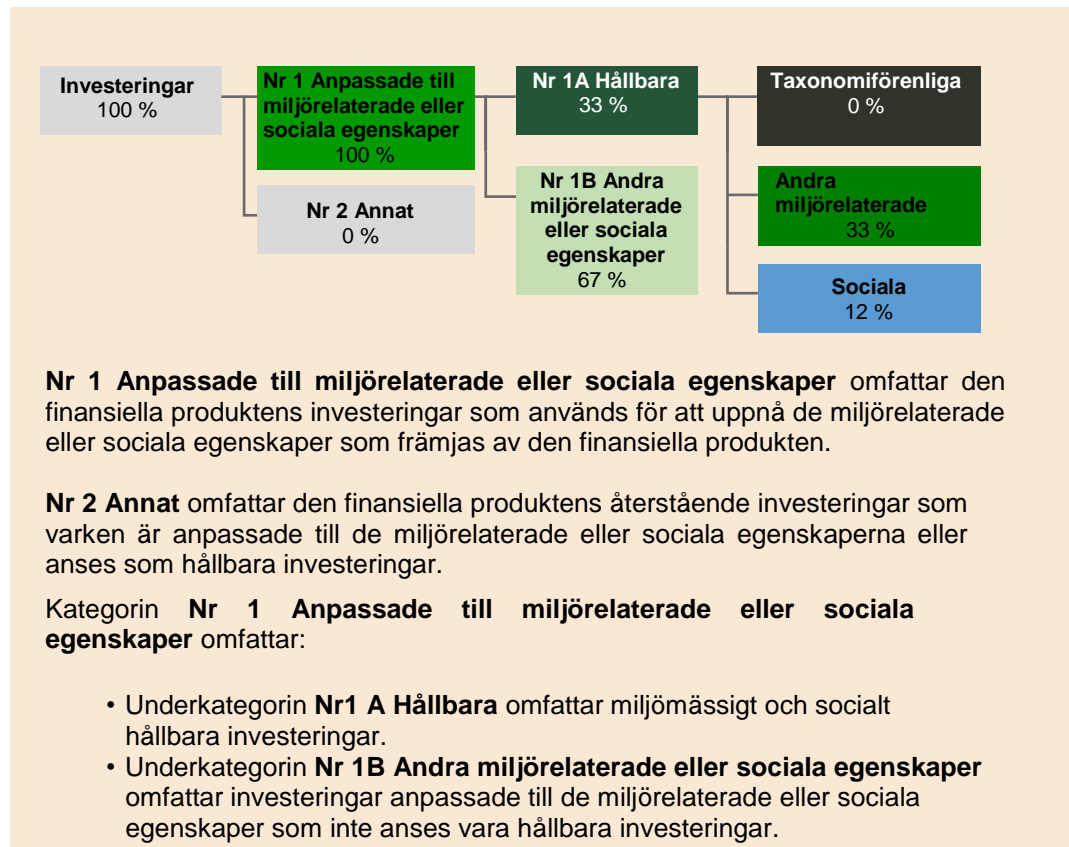 Investeringar
100 %
Nr 1 Anpassade till
miljörelaterade eller
sociala egenskaper
100 %
Nr 2 Annat
0 %
Nr 1A Hållbara
33 %
Nr 1B Andra
miljörelaterade
eller sociala
egenskaper
67 %
Taxonomiförenliga
0 %
Andra
miljörelaterade
33 %
Sociala
12 %
Nr 1 Anpassade till miljörelaterade eller sociala egenskaper omfattar den
finansiella produktens investeringar som används för att uppnå de miljörelaterade
eller sociala egenskaper som främjas av den finansiella produkten.
Nr 2 Annat omfattar den finansiella produktens återstående investeringar som
varken är anpassade till de miljörelaterade eller sociala egenskaperna eller
anses som hållbara investeringar.
Kategorin Nr 1 Anpassade till miljörelaterade eller sociala
egenskaper omfattar:
• Underkategorin Nr1 A Hållbara omfattar miljömässigt och socialt
hållbara investeringar.
• Underkategorin Nr 1B Andra miljörelaterade eller sociala egenskaper
omfattar investeringar anpassade till de miljörelaterade eller sociala
egenskaper som inte anses vara hållbara investeringar.